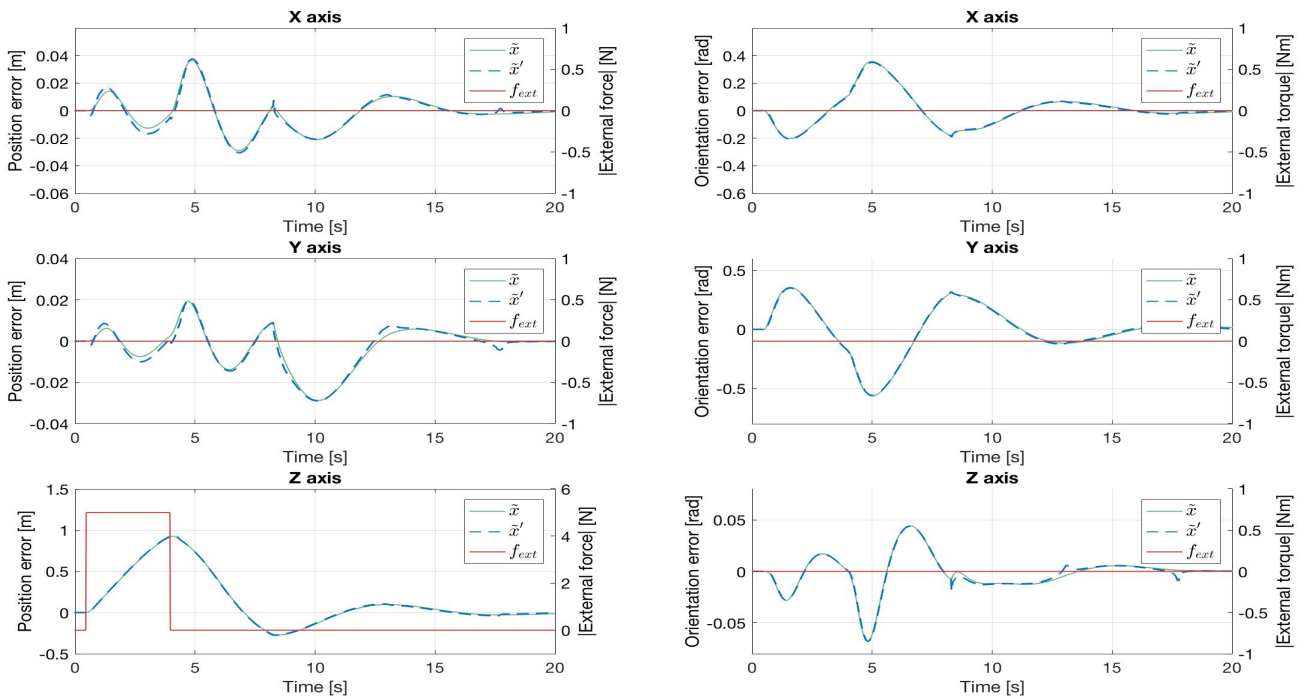 X axis
Position error [m]
0.06
0.04
0.02
0
-0.02
-0.04
-0.06
1
0.5
0
-0.5
-1
|External force| [N]
x̃
x̃′
f_ext
0 5 10 15 20
Time [s]
X axis
Orientation error [rad]
0.6
0.4
0.2
0
-0.2
-0.4
-0.6
1
0.5
0
-0.5
-1
|External torque| [Nm]
x̃
x̃′
f_ext
0 5 10 15 20
Time [s]
Y axis
Position error [m]
0.04
0.02
0
-0.02
-0.04
1
0.5
0
-0.5
-1
|External force| [N]
x̃
x̃′
f_ext
0 5 10 15 20
Time [s]
Y axis
Orientation error [rad]
0.5
0
-0.5
1
0.5
0
-0.5
-1
|External torque| [Nm]
x̃
x̃′
f_ext
0 5 10 15 20
Time [s]
Z axis
Position error [m]
1.5
1
0.5
0
-0.5
6
4
2
0
|External force| [N]
x̃
x̃′
f_ext
0 5 10 15 20
Time [s]
Z axis
Orientation error [rad]
0.05
0
-0.05
1
0.5
0
-0.5
-1
|External torque| [Nm]
x̃
x̃′
f_ext
0 5 10 15 20
Time [s]